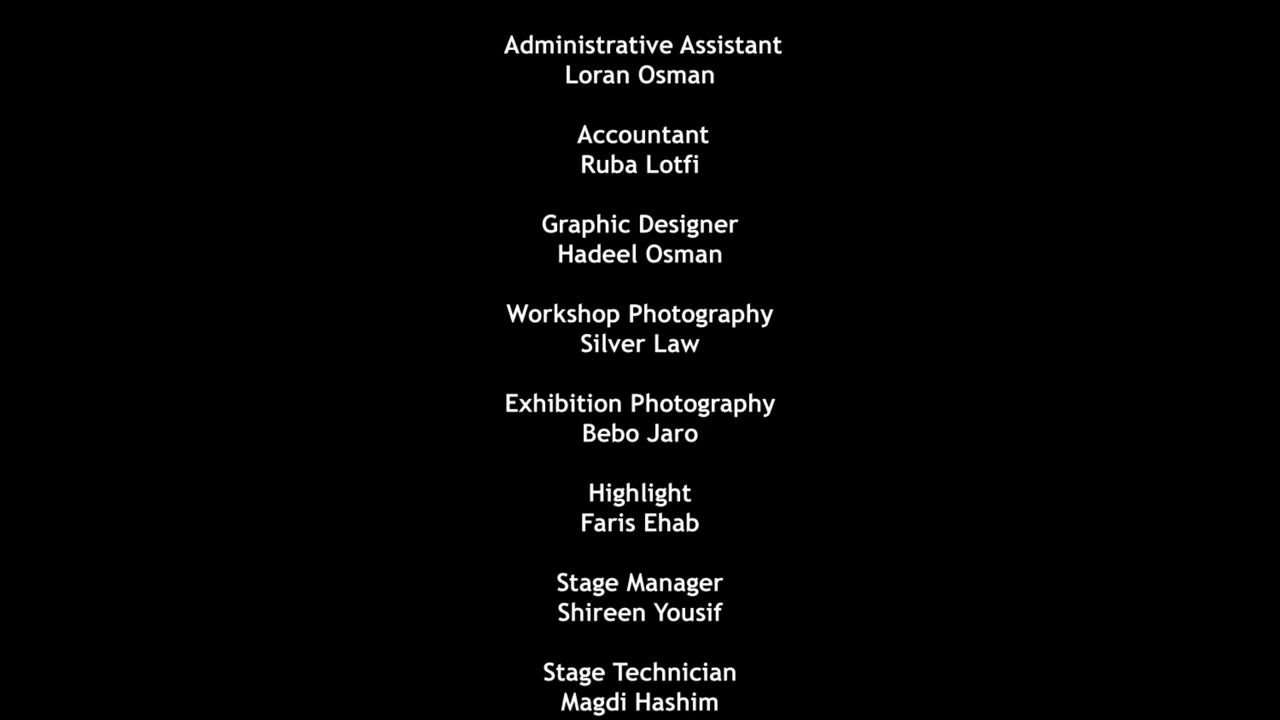 Administrative Assistant
Loran Osman
Accountant
Ruba Lotfi
Graphic Designer
Hadeel Osman
Workshop Photography
Silver Law
Exhibition Photography
Bebo Jaro
Highlight
Faris Ehab
Stage Manager
Shireen Yousif
Stage Technician
Magdi Hashim